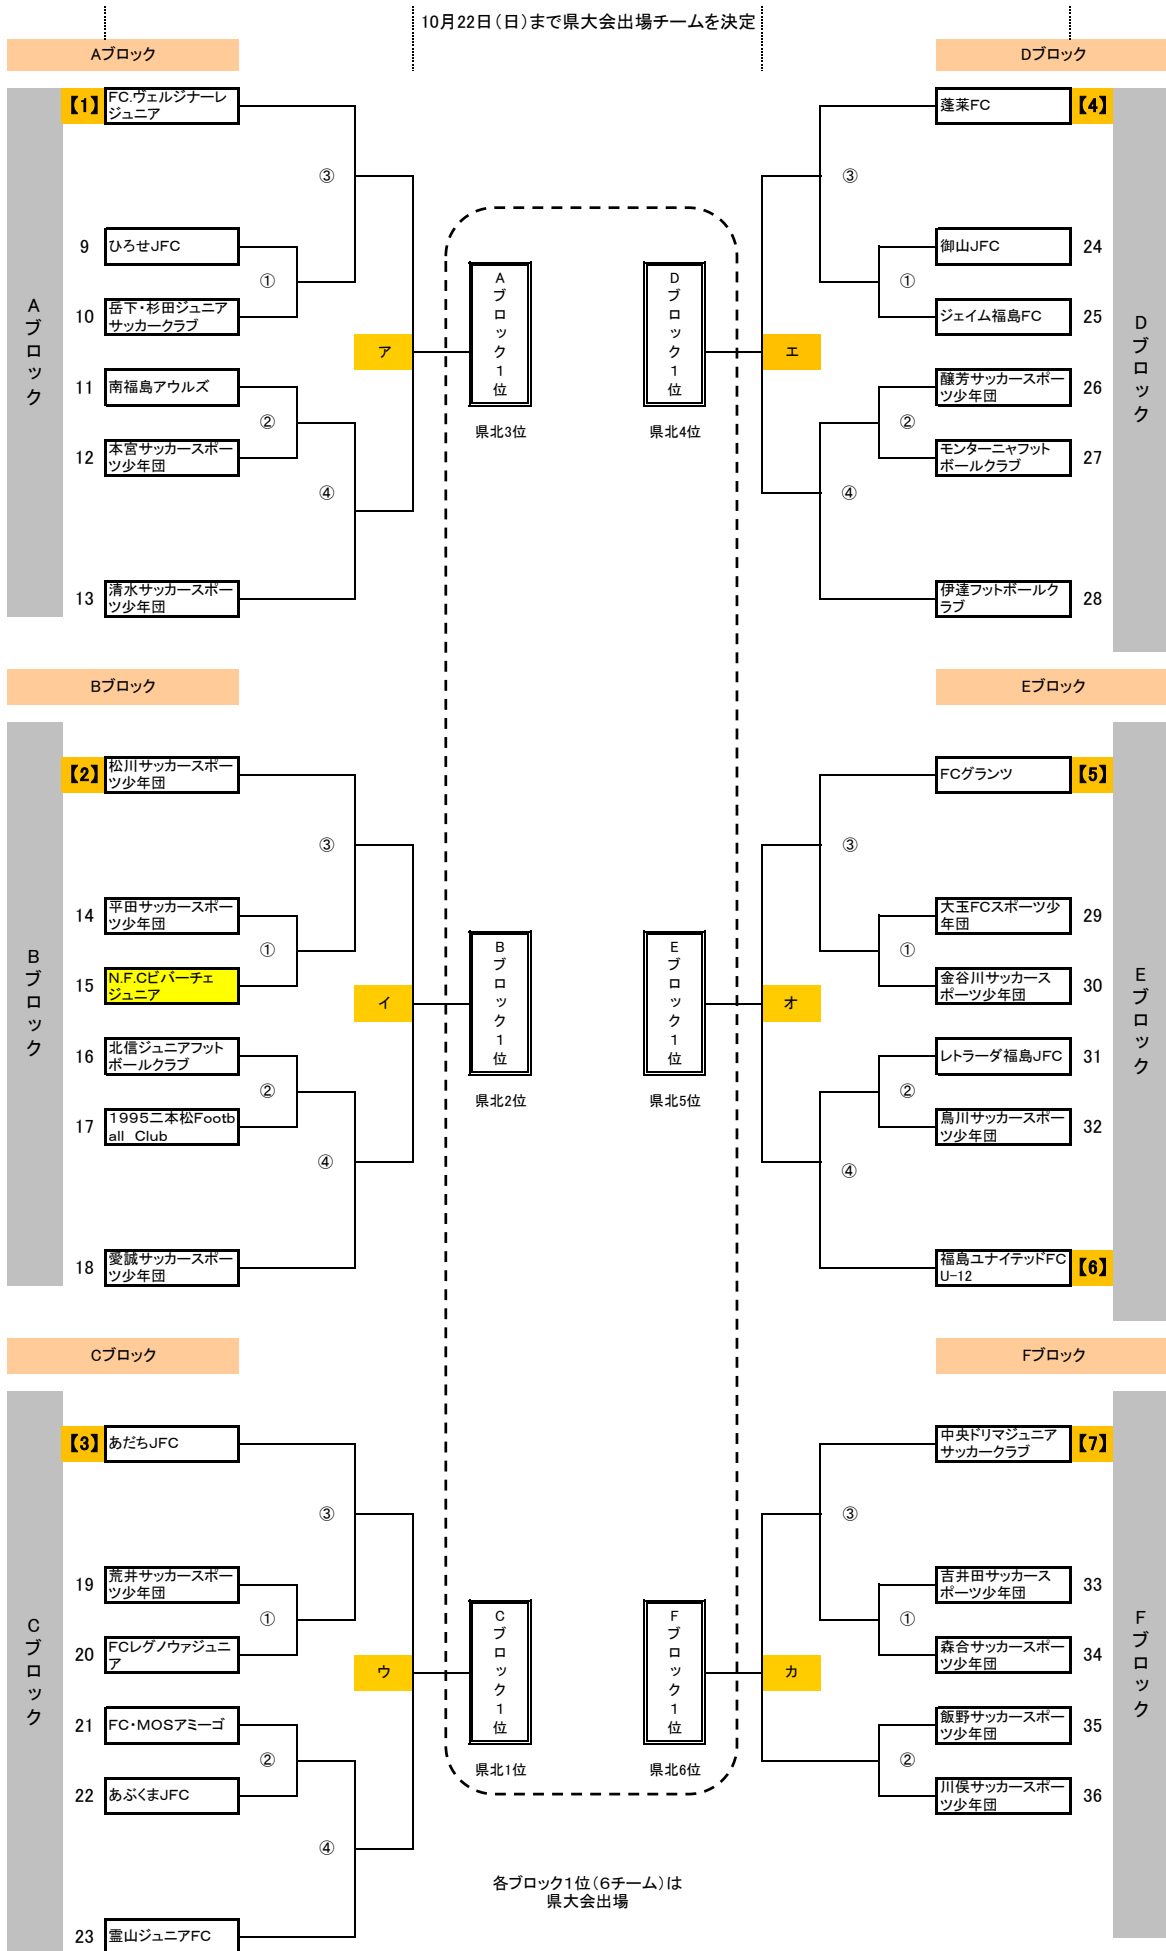 10月22日(日)まで県大会出場チームを決定
Aブロック
Aブロック
【1】
FC.ヴェルジナーレ
ジュニア
③
9
ひろせJFC
①
10
岳下・杉田ジュニア
サッカークラブ
ア
11
南福島アウルズ
②
12
本宮サッカースポー
ツ少年団
④
13
清水サッカースポー
ツ少年団
Aブロック1位
県北3位
Dブロック
Dブロック
蓬莱FC
【4】
③
御山JFC
24
①
ジェイム福島FC
25
エ
醸芳サッカースポー
ツ少年団
26
②
モンターニャフット
ボールクラブ
27
④
伊達フットボールク
ラブ
28
Dブロック1位
県北4位
Bブロック
Bブロック
【2】
松川サッカースポー
ツ少年団
③
14
平田サッカースポー
ツ少年団
①
15
N.F.Cビバーチェ
ジュニア
イ
16
北信ジュニアフット
ボールクラブ
②
17
1995二本松Footb
all Club
④
18
愛誠サッカースポー
ツ少年団
Bブロック1位
県北2位
Eブロック
Eブロック
FCグランツ
【5】
③
大玉FCスポーツ少
年団
29
①
金谷川サッカース
ポーツ少年団
30
オ
レトラーダ福島JFC
31
②
鳥川サッカースポー
ツ少年団
32
④
福島ユナイテッドFC
U-12
【6】
Eブロック1位
県北5位
Cブロック
Cブロック
【3】
あだちJFC
③
19
荒井サッカースポー
ツ少年団
①
20
FCレグノウァジュニ
ア
ウ
21
FC・MOSアミーゴ
②
22
あぶくまJFC
④
23
霊山ジュニアFC
Cブロック1位
県北1位
Fブロック
Fブロック
中央ドリマジュニア
サッカークラブ
【7】
③
吉井田サッカース
ポーツ少年団
33
①
森合サッカースポー
ツ少年団
34
カ
飯野サッカースポー
ツ少年団
35
②
川俣サッカースポー
ツ少年団
36
Fブロック1位
県北6位
各ブロック1位(6チーム)は
県大会出場